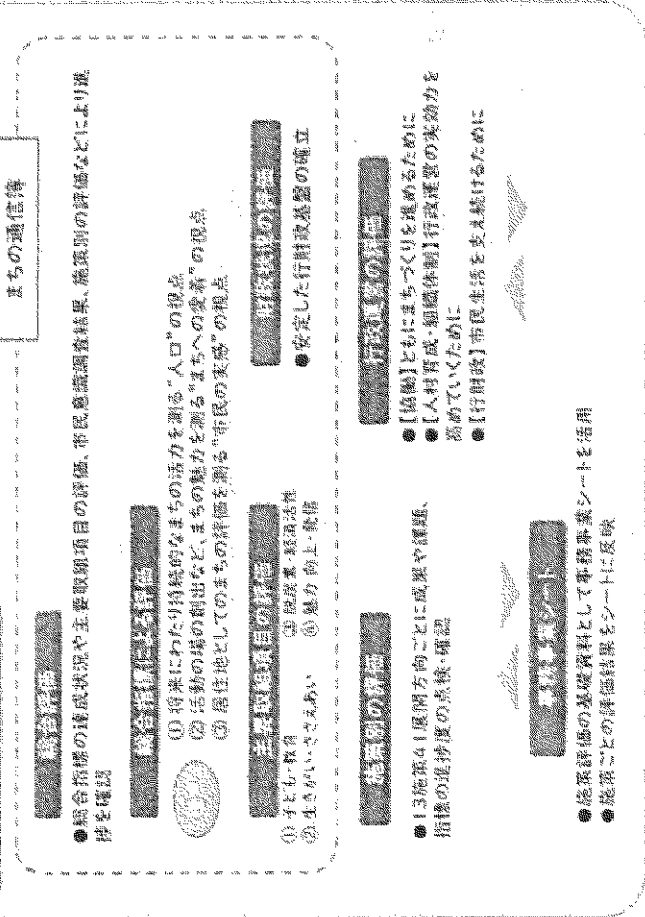 まちの通信簿
総合評価
●総合指標の達成状況や主要取組項目の評価、市民意識調査結果、施策別の評価などにより進
捗を確認
総合指標による評価
(1) 将来にわたり持続的なまちの活力を測る“人口”の視点
(2) 活動の場の創出など、まちの魅力を測る“まちへの愛着”の視点
(3) 居住地としてのまちの評価を測る“市民の実感”の視点
主要取組項目の評価
(1) 子ども・教育
(2) 生きがい・ささえあい
(3) 脱炭素・経済活性
(4) 魅力向上・発信
行財政運営の評価
●安定した行財政基盤の確立
施策別の評価
●13施策41展開方向ごとに成果や課題、
指標の進捗度の点検・確認
行政運営の評価
●【協働】ともにまちづくりを進めるために
●【人材育成・組織体制】行政運営の実効力を
高めていくために
●【行財政】市民生活を支え続けるために
事務事業シート
●施策評価の基礎資料として事務事業シートを活用
●施策ごとの評価結果をシートに反映